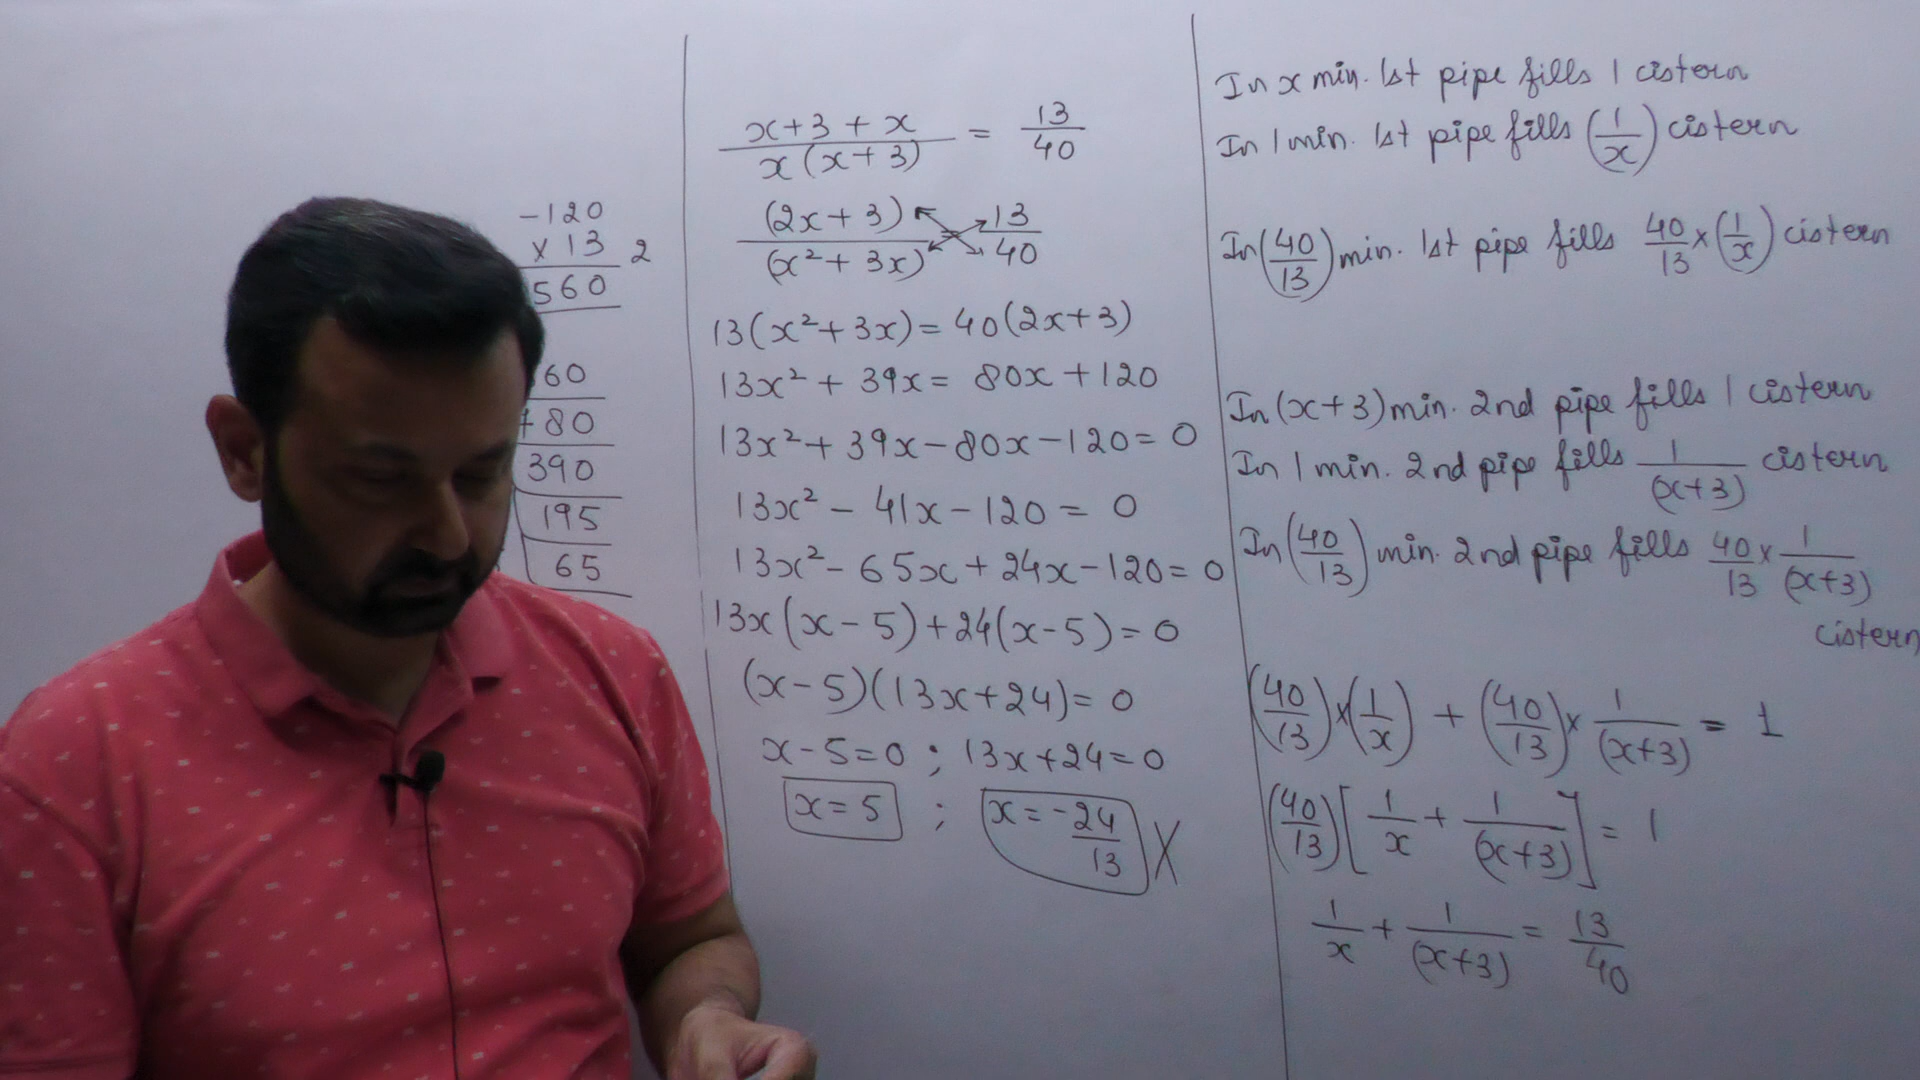 -120
× 13 2
560
60
+80
390
195
65
x+3+x / x(x+3) = 13/40
(2x+3) / (x²+3x) = 13/40
13(x²+3x) = 40(2x+3)
13x² + 39x = 80x + 120
13x² + 39x - 80x - 120 = 0
13x² - 41x - 120 = 0
13x² - 65x + 24x - 120 = 0
13x(x-5) + 24(x-5) = 0
(x-5)(13x+24) = 0
x-5=0 ; 13x+24=0
x=5 ; x=-24/13 X
In x min. 1st pipe fills 1 cistern
In 1 min. 1st pipe fills (1/x) cistern
In (40/13) min. 1st pipe fills 40/13 × (1/x) cistern
In (x+3) min. 2nd pipe fills 1 cistern
In 1 min. 2nd pipe fills 1/(x+3) cistern
In (40/13) min. 2nd pipe fills 40/13 × 1/(x+3)
cistern
(40/13) × (1/x) + (40/13) × 1/(x+3) = 1
(40/13) [1/x + 1/(x+3)] = 1
1/x + 1/(x+3) = 13/40